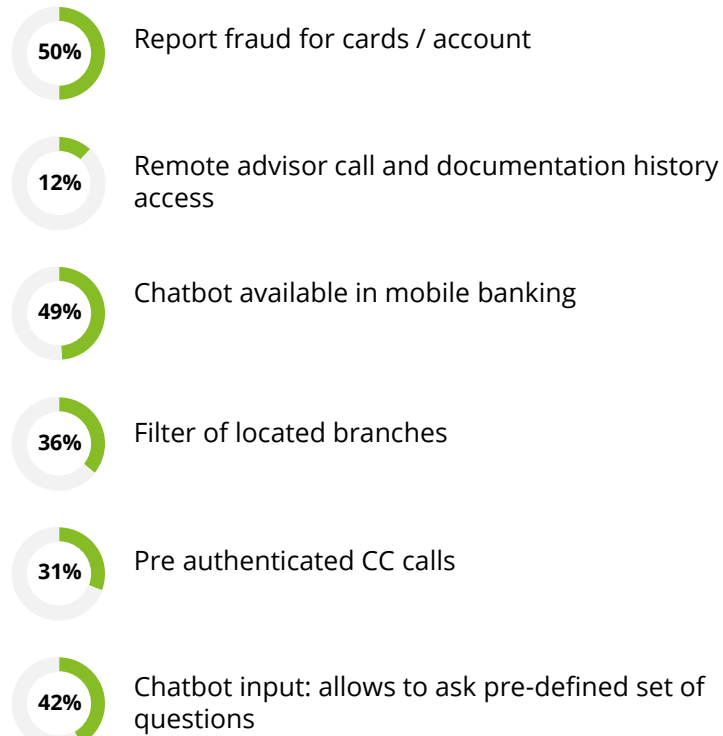 50%
Report fraud for cards / account
12%
Remote advisor call and documentation history
access
49%
Chatbot available in mobile banking
36%
Filter of located branches
31%
Pre authenticated CC calls
42%
Chatbot input: allows to ask pre-defined set of
questions